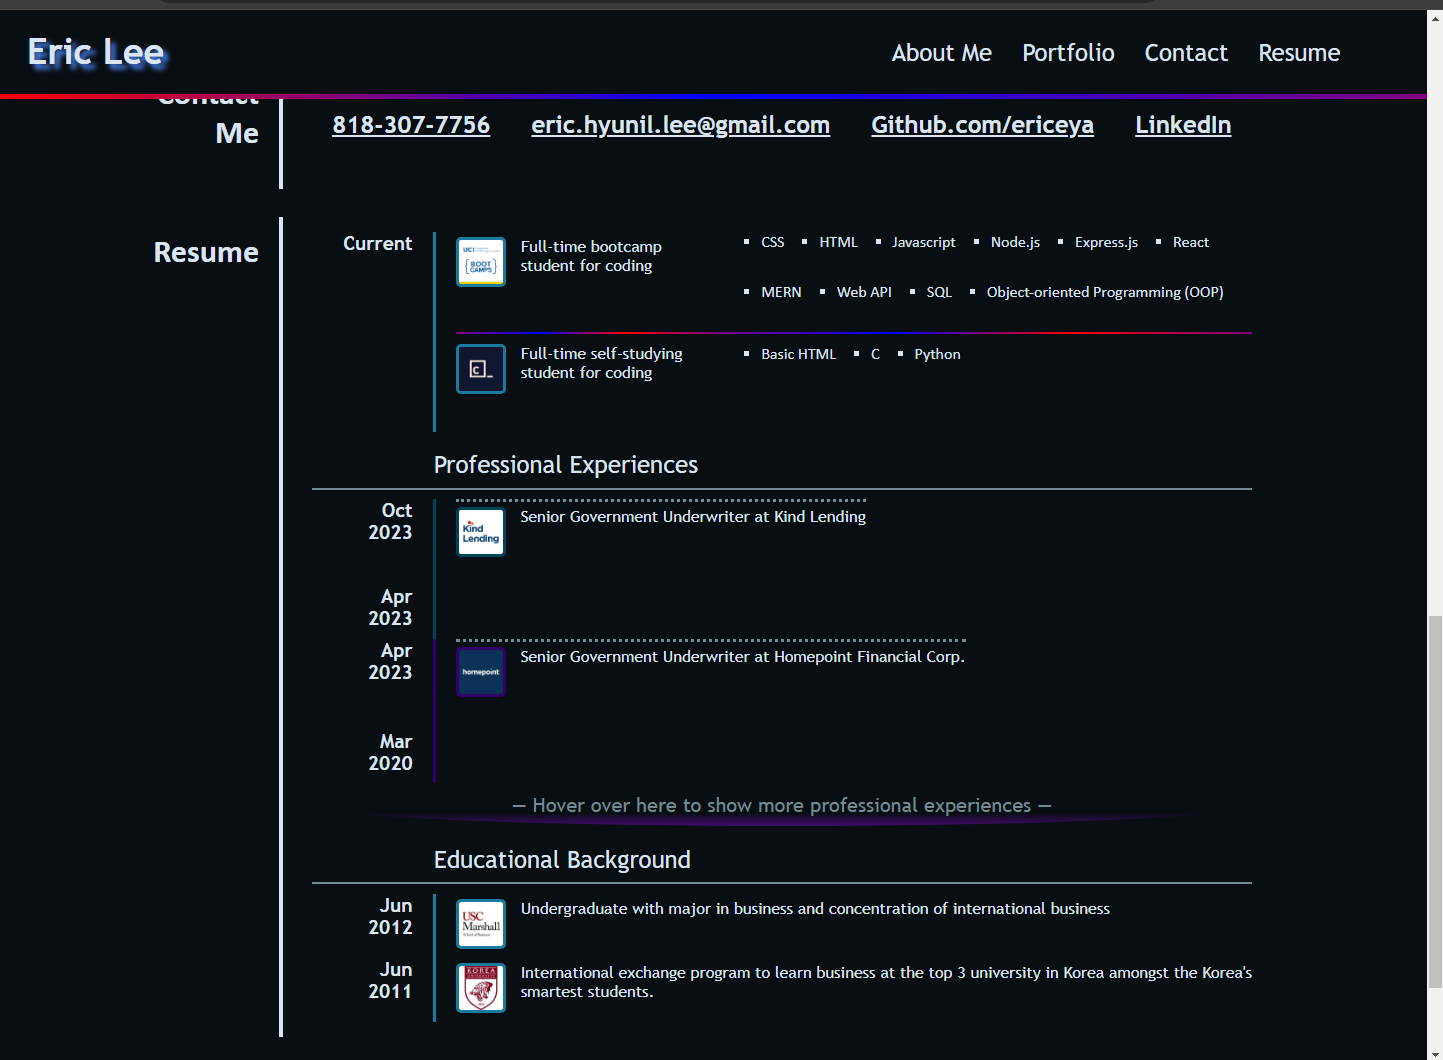 Eric Lee
About Me
Portfolio
Contact
Resume
Contact
Me
818-307-7756
eric.hyunil.lee@gmail.com
Github.com/ericeya
LinkedIn
Resume
Current
UCI
{BOOT
CAMPS}
Full-time bootcamp
student for coding
CSS
HTML
Javascript
Node.js
Express.js
React
MERN
Web API
SQL
Object-oriented Programming (OOP)
c_
Full-time self-studying
student for coding
Basic HTML
C
Python
Professional Experiences
Oct
2023
Kind
Lending
Senior Government Underwriter at Kind Lending
Apr
2023
Apr
2023
homepoint
Senior Government Underwriter at Homepoint Financial Corp.
Mar
2020
— Hover over here to show more professional experiences —
Educational Background
Jun
2012
USC
Marshall
School of Business
Undergraduate with major in business and concentration of international business
Jun
2011
KOREA
International exchange program to learn business at the top 3 university in Korea amongst the Korea's
smartest students.